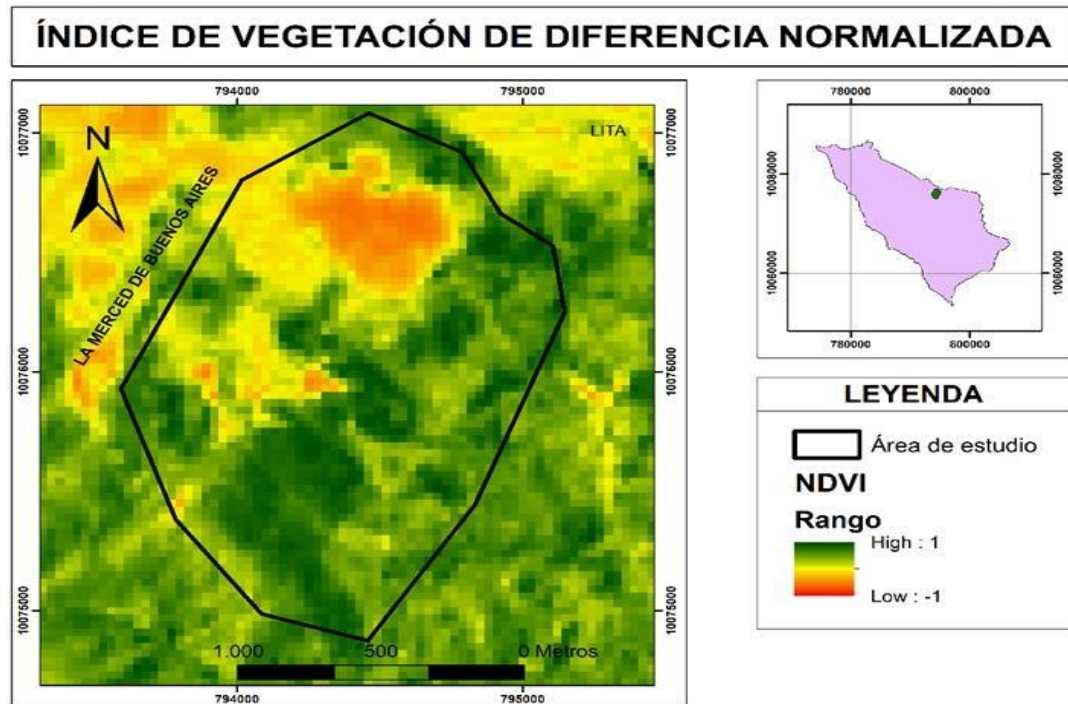 ÍNDICE DE VEGETACIÓN DE DIFERENCIA NORMALIZADA
794000 795000
10077000 10077000
10076000 10076000
10075000 10075000
N
LITA
LA MERCED DE BUENOS AIRES
1.000 500 0 Metros
794000 795000
780000 800000
10080000 10080000
10060000 10060000
780000 800000
LEYENDA
Área de estudio
NDVI
Rango
High : 1
Low : -1